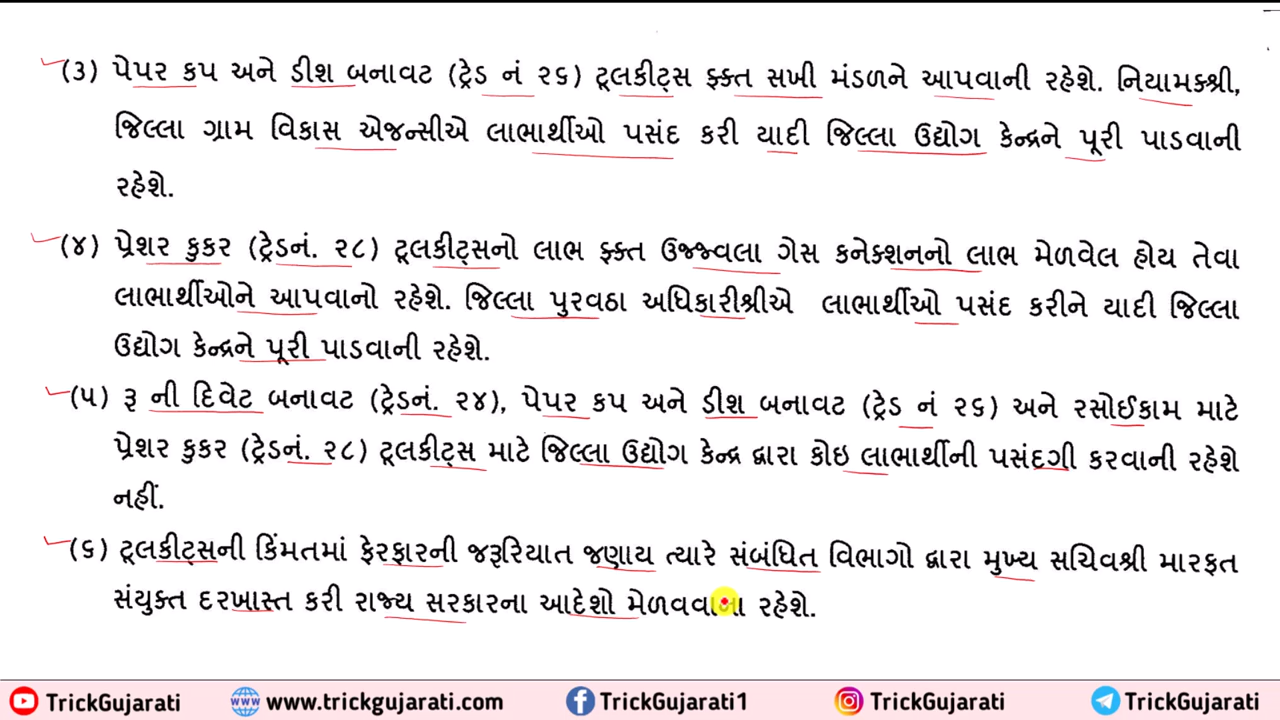 (૩) પેપર કપ અને ડીશ બનાવટ (ટ્રેડ નં ૨૬) ટૂલકીટ્સ ફક્ત સખી મંડળને આપવાની રહેશે. નિયામકશ્રી,
જિલ્લા ગ્રામ વિકાસ એજન્સીએ લાભાર્થીઓ પસંદ કરી યાદી જિલ્લા ઉદ્યોગ કેન્દ્રને પૂરી પાડવાની
રહેશે.
(૪) પ્રેશર કુકર (ટ્રેડનં. ૨૮) ટૂલકીટ્સનો લાભ ફક્ત ઉજ્જવલા ગેસ કનેક્શનનો લાભ મેળવેલ હોય તેવા
લાભાર્થીઓને આપવાનો રહેશે. જિલ્લા પુરવઠા અધિકારીશ્રીએ લાભાર્થીઓ પસંદ કરીને યાદી જિલ્લા
ઉદ્યોગ કેન્દ્રને પૂરી પાડવાની રહેશે.
(૫) રૂ ની દિવેટ બનાવટ (ટ્રેડનં. ૨૪), પેપર કપ અને ડીશ બનાવટ (ટ્રેડ નં ૨૬) અને રસોઈકામ માટે
પ્રેશર કુકર (ટ્રેડનં. ૨૮) ટૂલકીટ્સ માટે જિલ્લા ઉદ્યોગ કેન્દ્ર દ્વારા કોઇ લાભાર્થીની પસંદગી કરવાની રહેશે
નહીં.
(૬) ટૂલકીટ્સની કિંમતમાં ફેરફારની જરૂરિયાત જણાય ત્યારે સંબંધિત વિભાગો દ્વારા મુખ્ય સચિવશ્રી મારફત
સંયુક્ત દરખાસ્ત કરી રાજ્ય સરકારના આદેશો મેળવવાના રહેશે.
TrickGujarati www.trickgujarati.com TrickGujarati1 TrickGujarati TrickGujarati